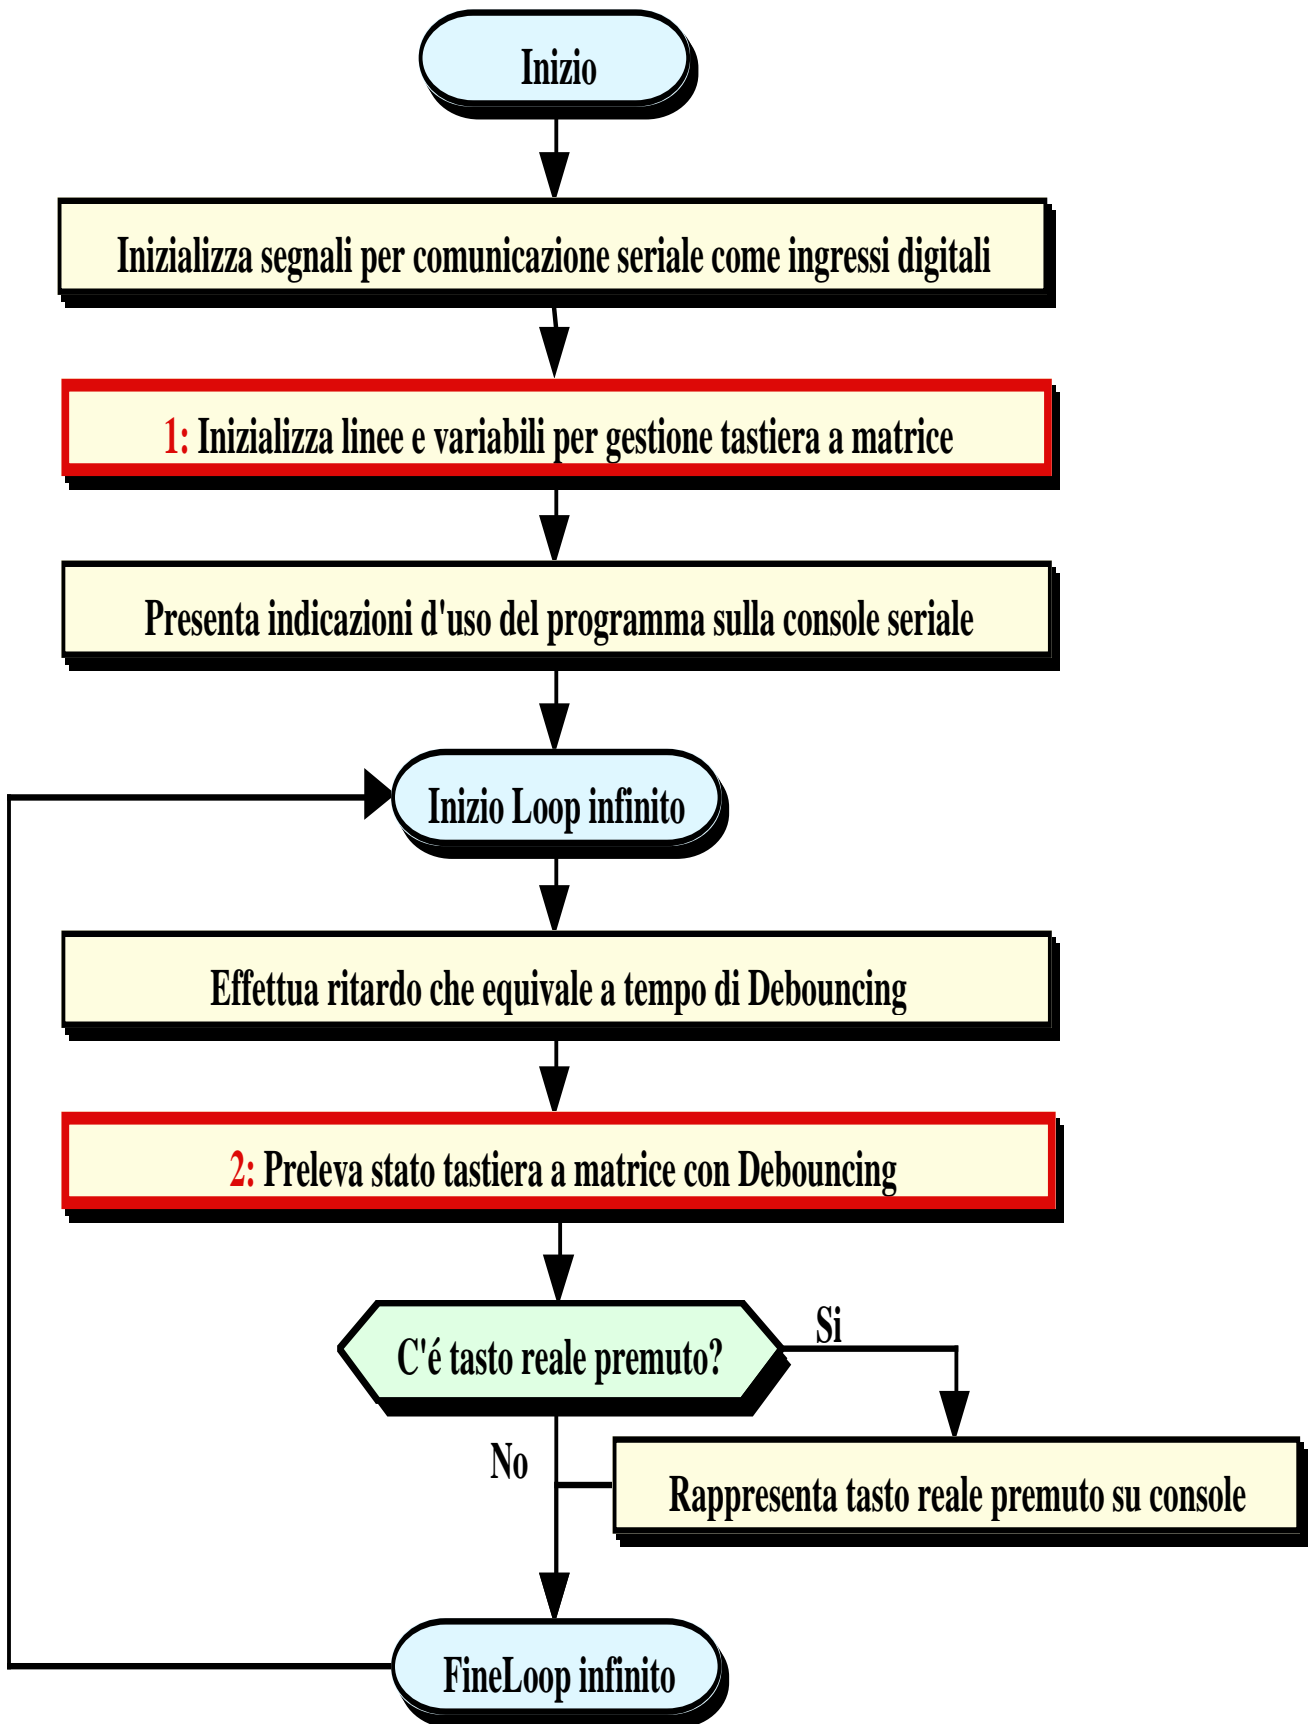 Inizio
Inizializza segnali per comunicazione seriale come ingressi digitali
1: Inizializza linee e variabili per gestione tastiera a matrice
Presenta indicazioni d'uso del programma sulla console seriale
Inizio Loop infinito
Effettua ritardo che equivale a tempo di Debouncing
2: Preleva stato tastiera a matrice con Debouncing
C'é tasto reale premuto?
Si
No
Rappresenta tasto reale premuto su console
FineLoop infinito